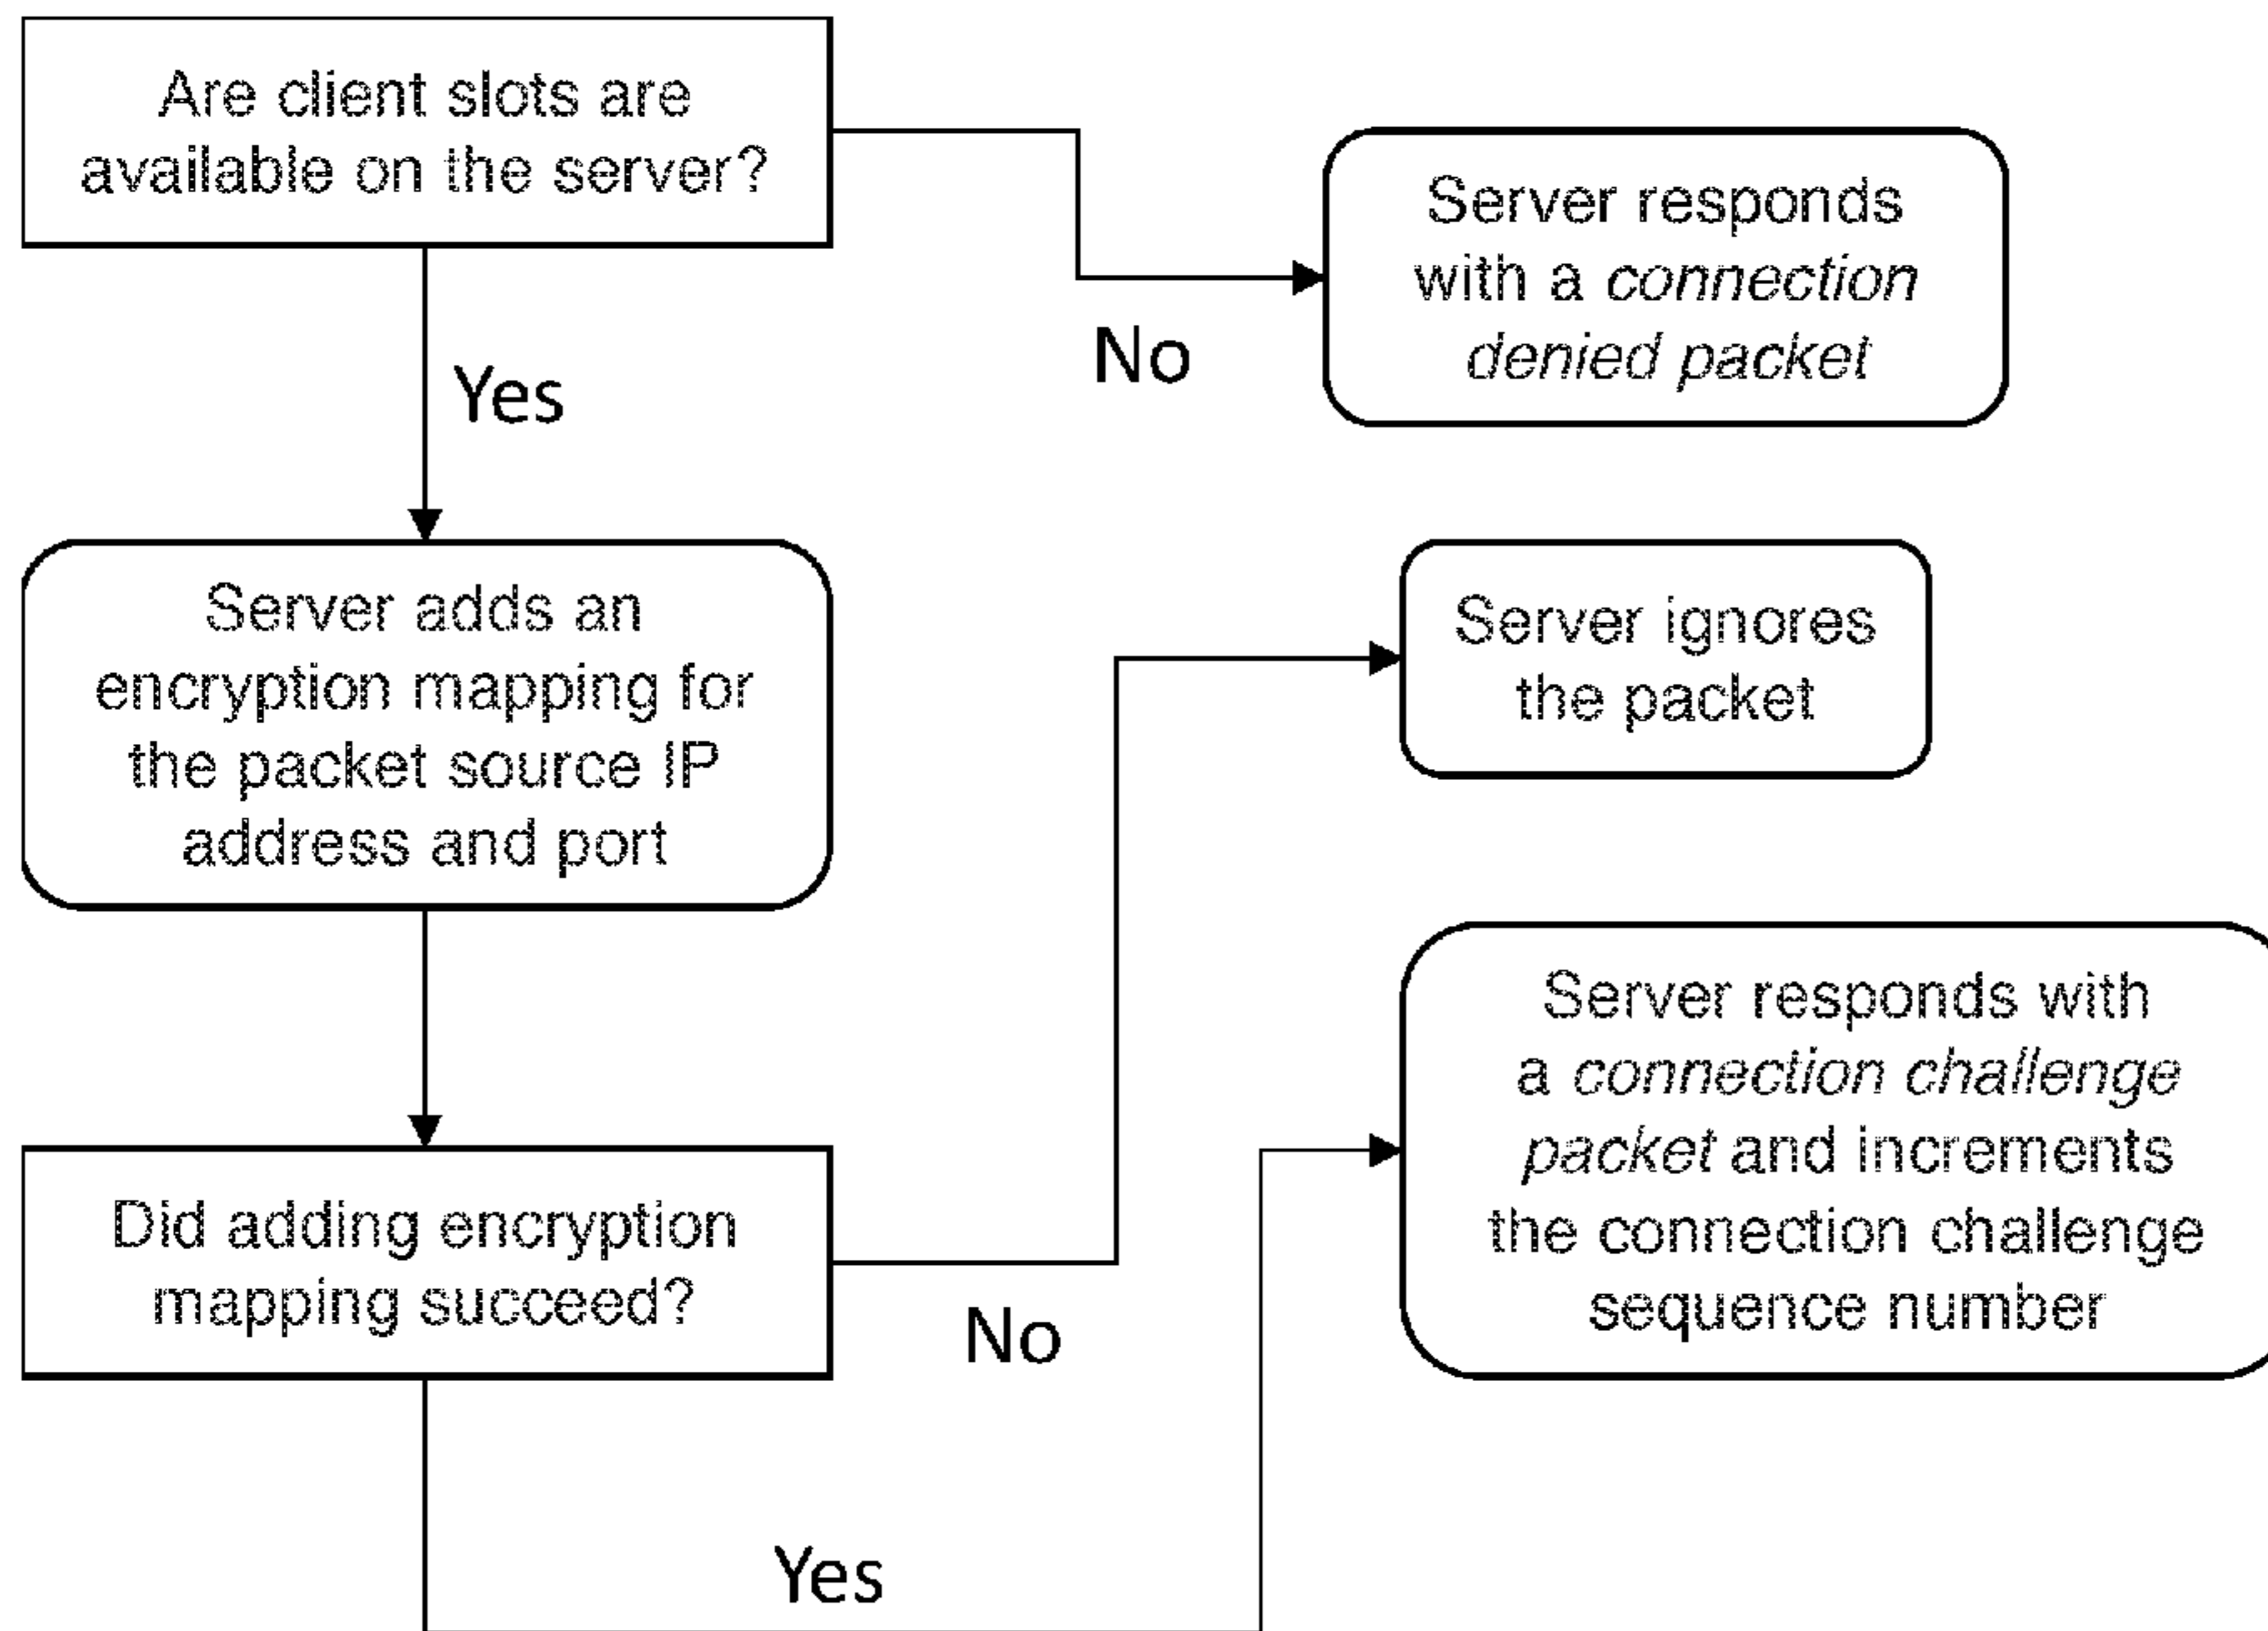 Are client slots are
available on the server?
No
Server responds
with a connection
denied packet
Yes
Server adds an
encryption mapping for
the packet source IP
address and port
Server ignores
the packet
Did adding encryption
mapping succeed?
No
Server responds with
a connection challenge
packet and increments
the connection challenge
sequence number
Yes